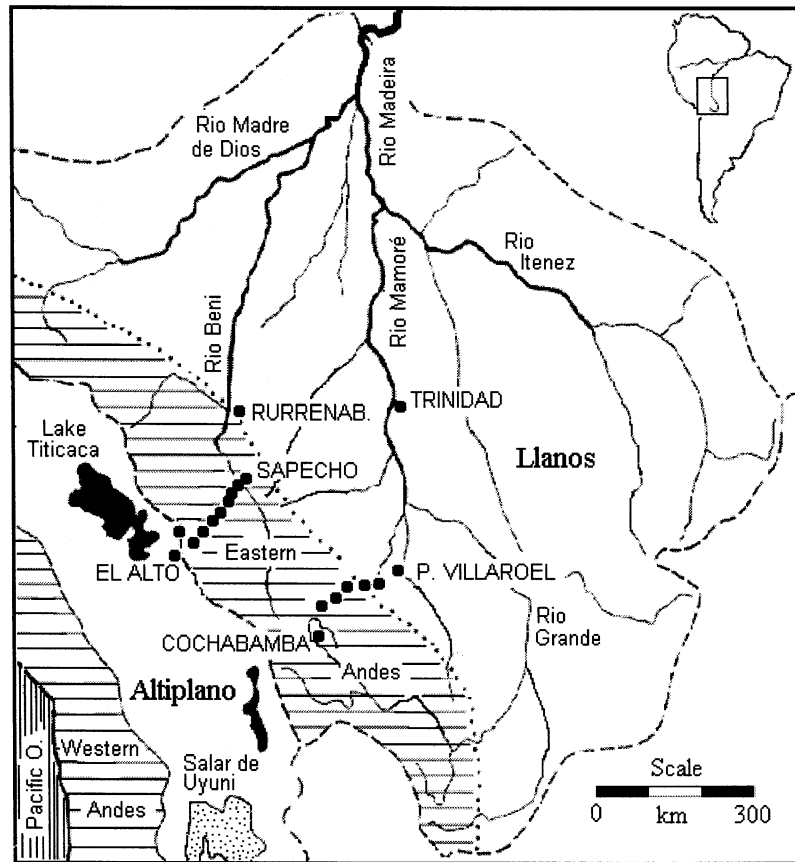 Rio Madeira
Rio Madre
de Dios
Rio
Itenez
Rio Beni
Rio Mamoré
RURRENAB.
TRINIDAD
Lake
Titicaca
SAPECHO
Llanos
Eastern
EL ALTO
P. VILLAROEL
Rio
Grande
COCHABAMBA
Andes
Altiplano
Western
Salar de
Uyuni
Scale
0 300
km
Pacific O.
Andes